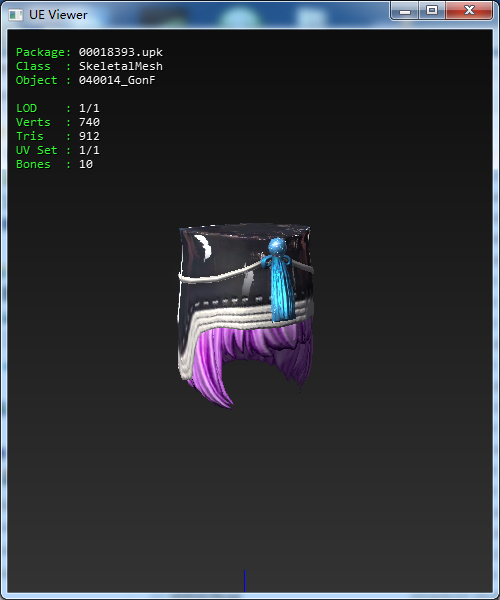 UE Viewer
Package: 00018393.upk
Class : SkeletalMesh
Object : 040014_GonF
LOD : 1/1
Verts : 740
Tris : 912
UV Set : 1/1
Bones : 10